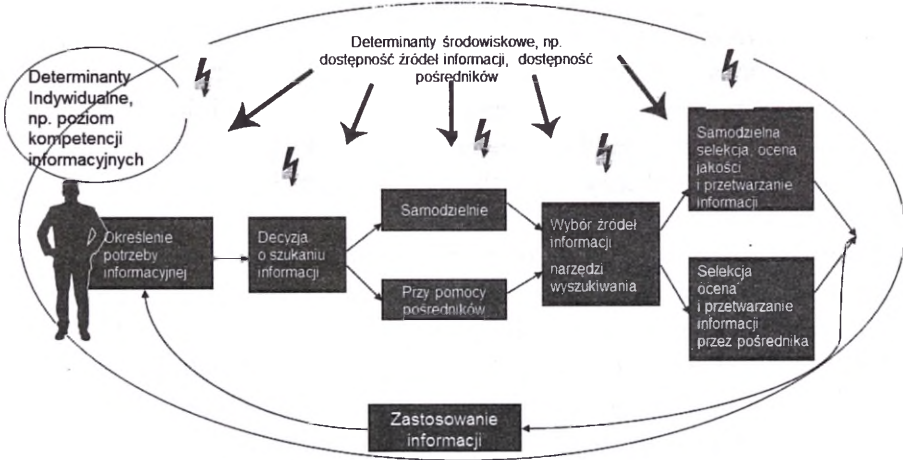 Determinanty środowiskowe, np.
dostępność źródeł informacji, dostępność
pośredników
Determinanty
Indywidualne,
np. poziom
kompetencji
informacyjnych
Określenie
potrzeby
informacyjnej
Decyzja
o szukaniu
informacji
Samodzielnie
Przy pomocy
pośredników
Wybór źródeł
informacji
narzędzi
wyszukiwania
Samodzielna
selekcja, ocena
jakości
i przetwarzanie
informacji
Selekcja
ocena
i przetwarzanie
informacji
przez pośrednika
Zastosowanie
informacji